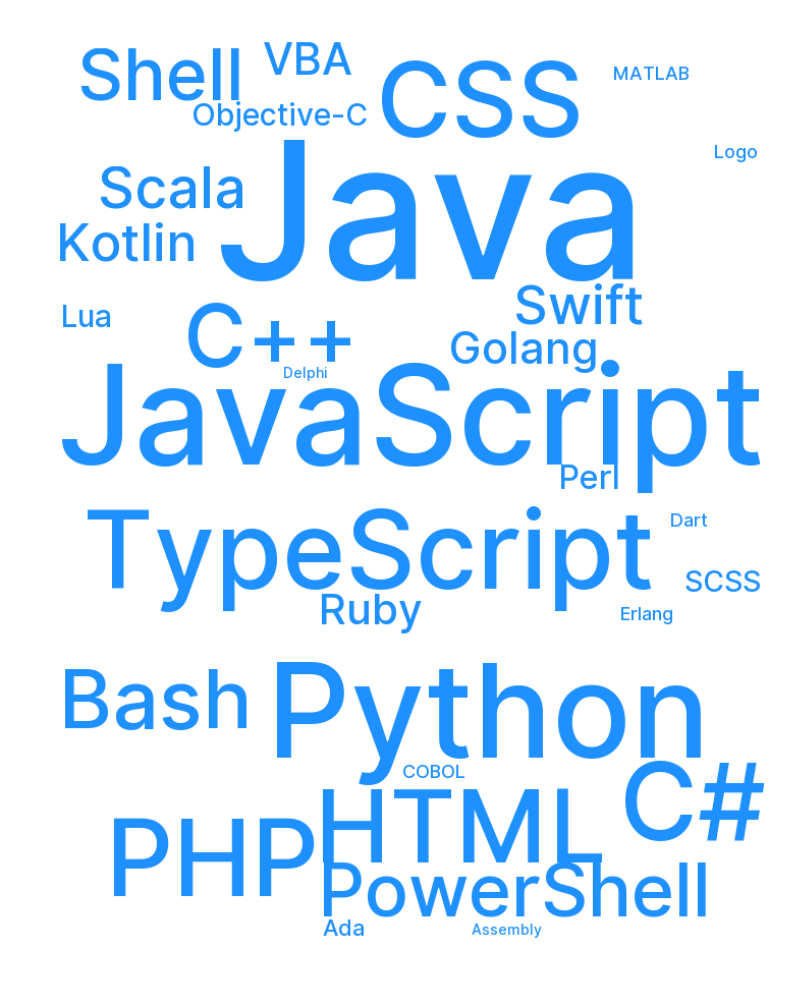 Shell
VBA
CSS
MATLAB
Objective-C
Logo
Java
Scala
Kotlin
Swift
Lua
C++
Golang
Delphi
JavaScript
Perl
TypeScript
Dart
SCSS
Ruby
Erlang
Bash
Python
COBOL
C#
HTML
PHP
PowerShell
Ada
Assembly